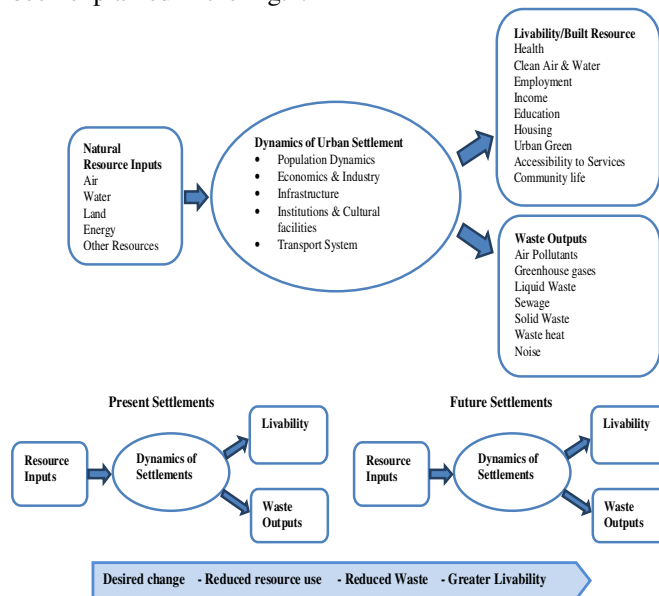 Natural
Resource Inputs
Air
Water
Land
Energy
Other Resources
Dynamics of Urban Settlement
• Population Dynamics
• Economics & Industry
• Infrastructure
• Institutions & Cultural
facilities
• Transport System
Livability/Built Resource
Health
Clean Air & Water
Employment
Income
Education
Housing
Urban Green
Accessibility to Services
Community life
Waste Outputs
Air Pollutants
Greenhouse gases
Liquid Waste
Sewage
Solid Waste
Waste heat
Noise
Present Settlements
Resource
Inputs
Dynamics of
Settlements
Livability
Waste
Outputs
Future Settlements
Resource
Inputs
Dynamics of
Settlements
Livability
Waste
Outputs
Desired change - Reduced resource use - Reduced Waste - Greater Livability